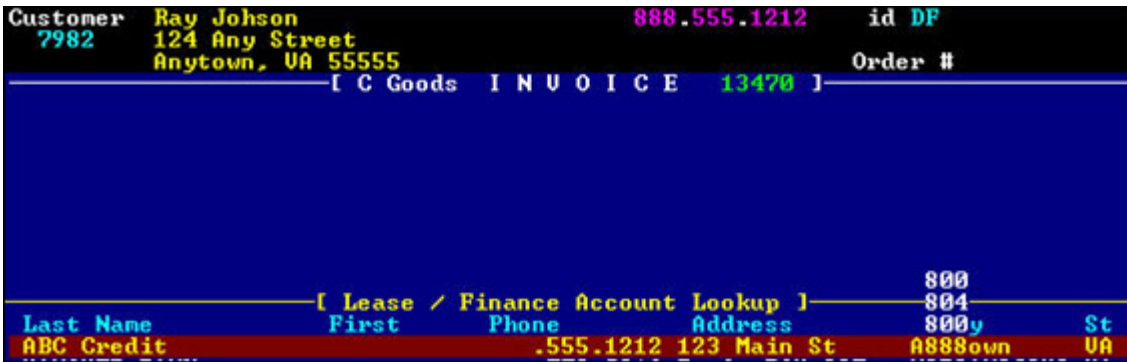 Customer Ray Johson 888.555.1212 id DF
7982 124 Any Street
Anytown, VA 55555 Order #
[ C Goods I N V O I C E 13470 ]
800
[ Lease / Finance Account Lookup ] 804
Last Name First Phone Address 800y St
ABC Credit .555.1212 123 Main St A888own VA